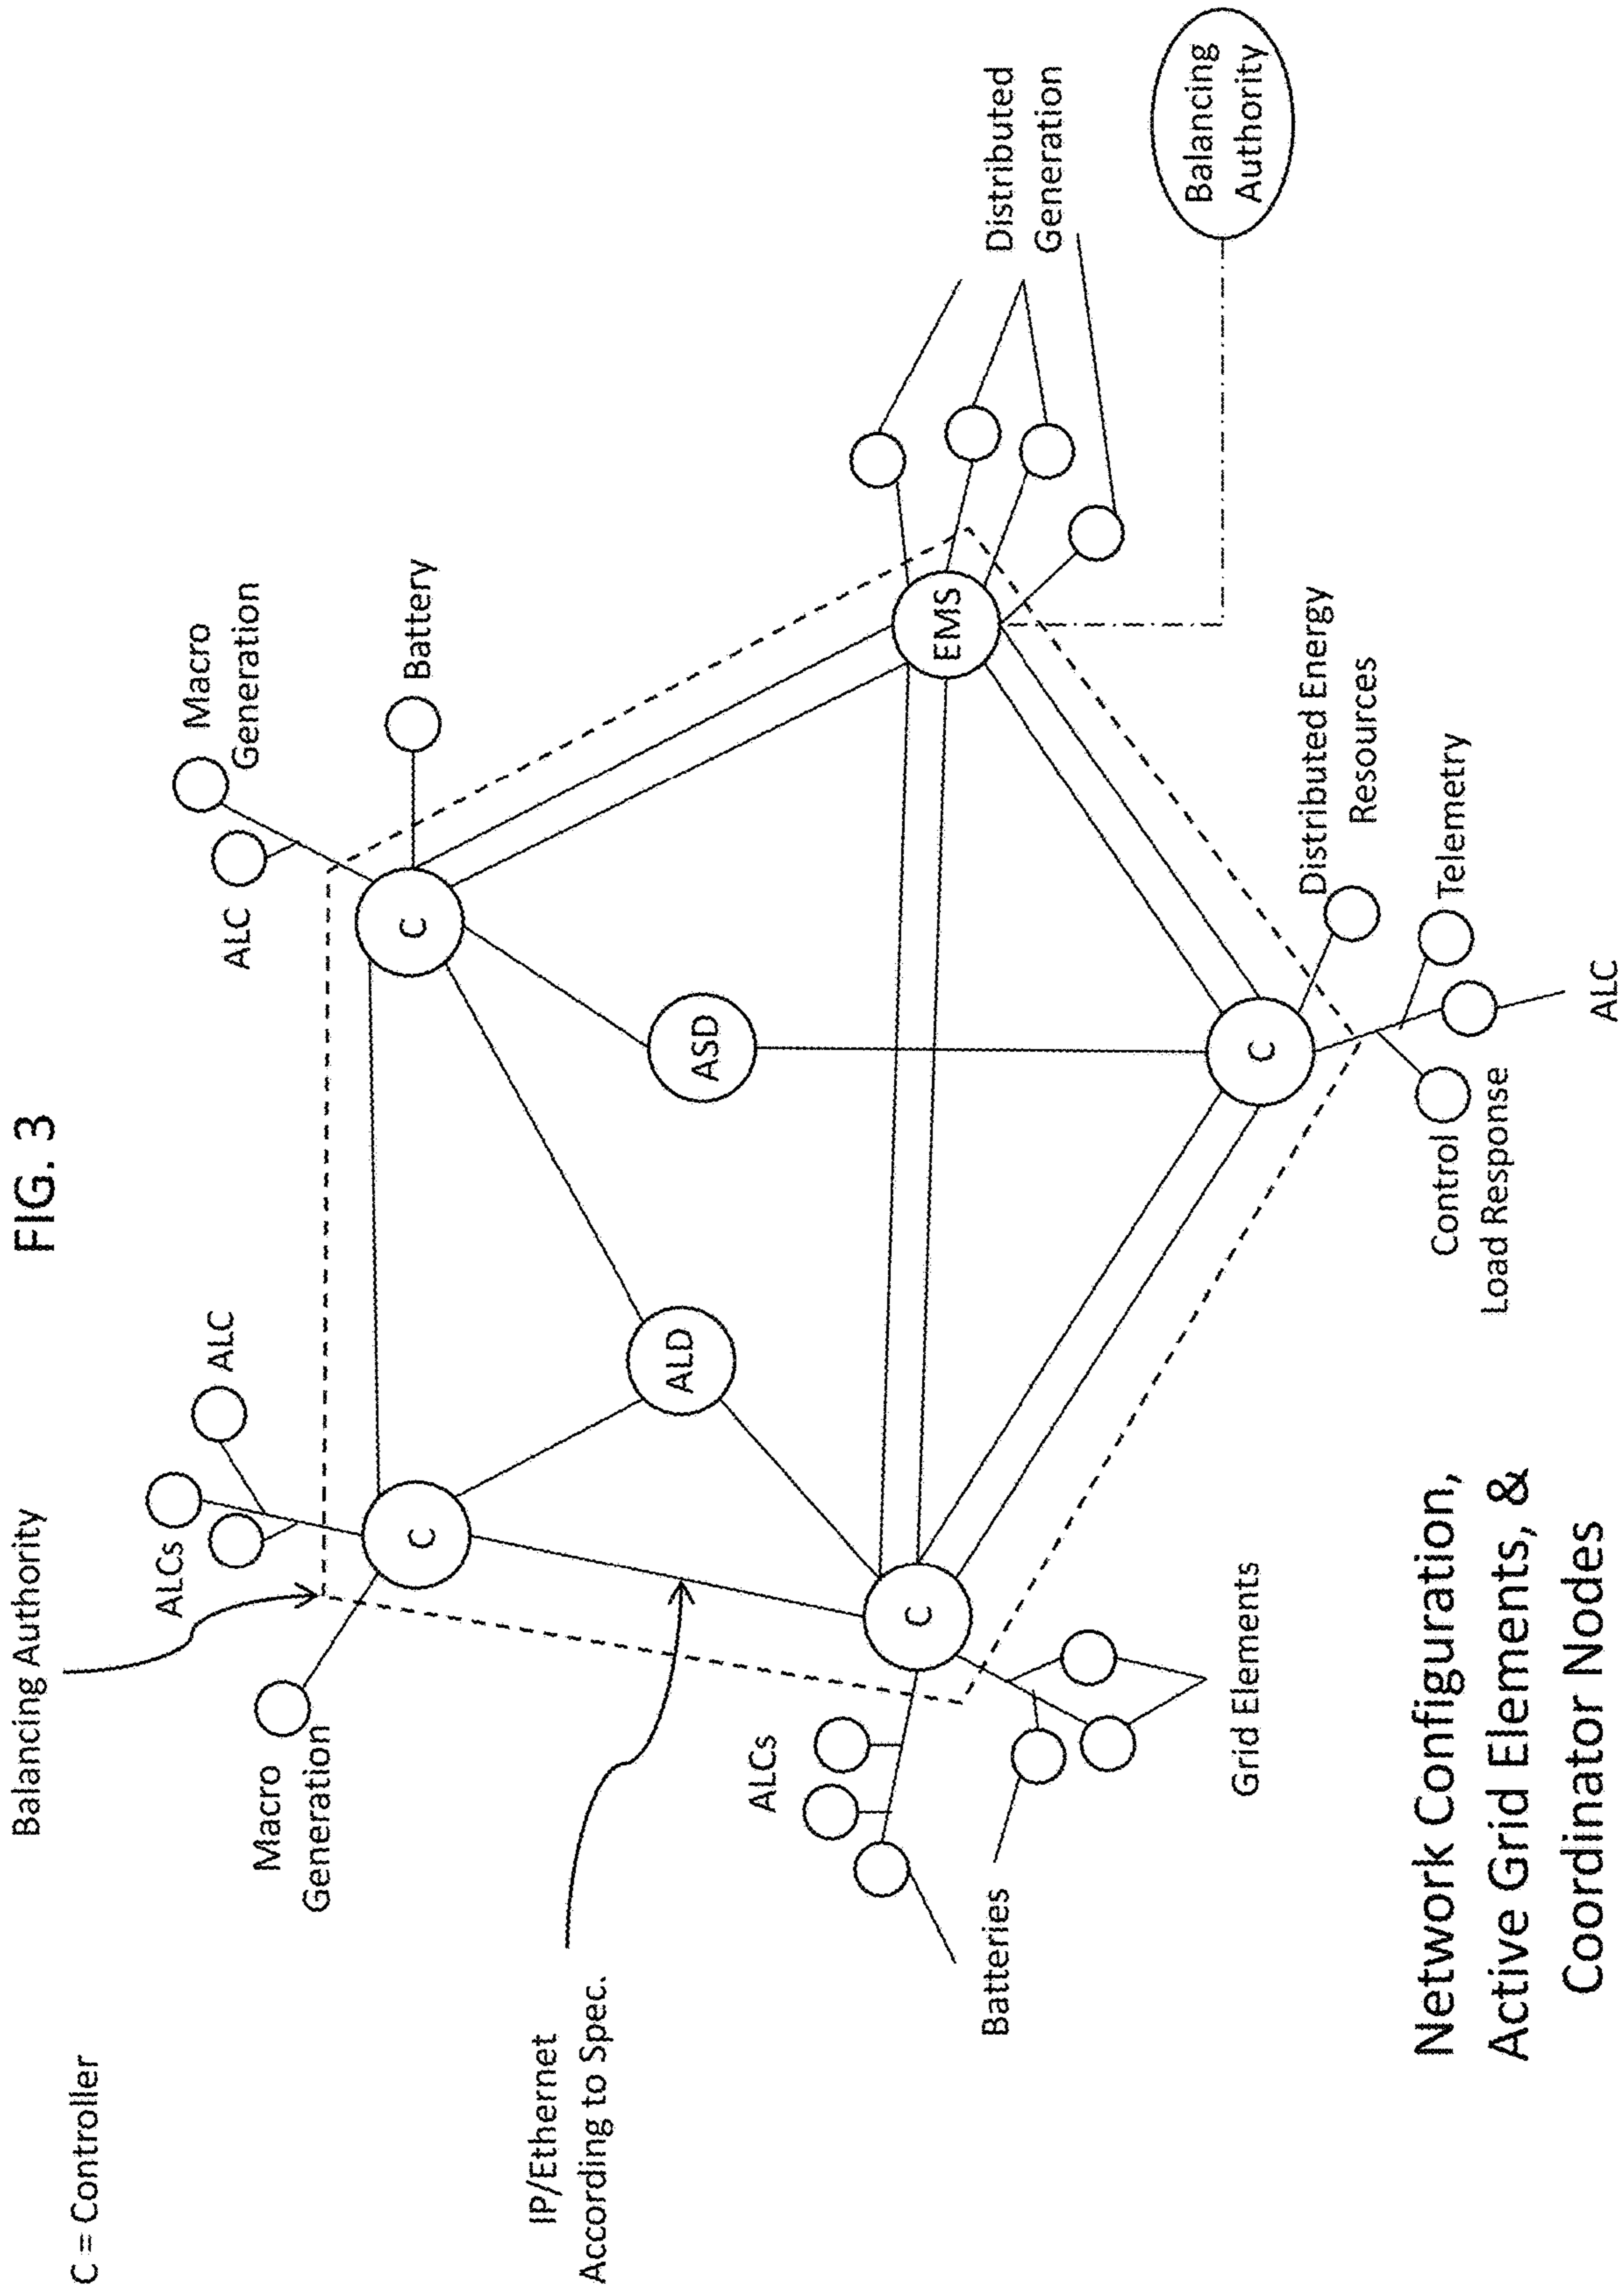 FIG. 3
C = Controller
Balancing Authority
ALCs
ALC
Macro
Generation
IP/Ethernet
According to Spec.
C
ALD
C
ALCs
Batteries
Grid Elements
ALC
Macro
Generation
Battery
C
ASD
EMS
Distributed
Generation
Balancing
Authority
C
Distributed Energy
Resources
Telemetry
Control
Load Response
ALC
Network Configuration,
Active Grid Elements, &
Coordinator Nodes